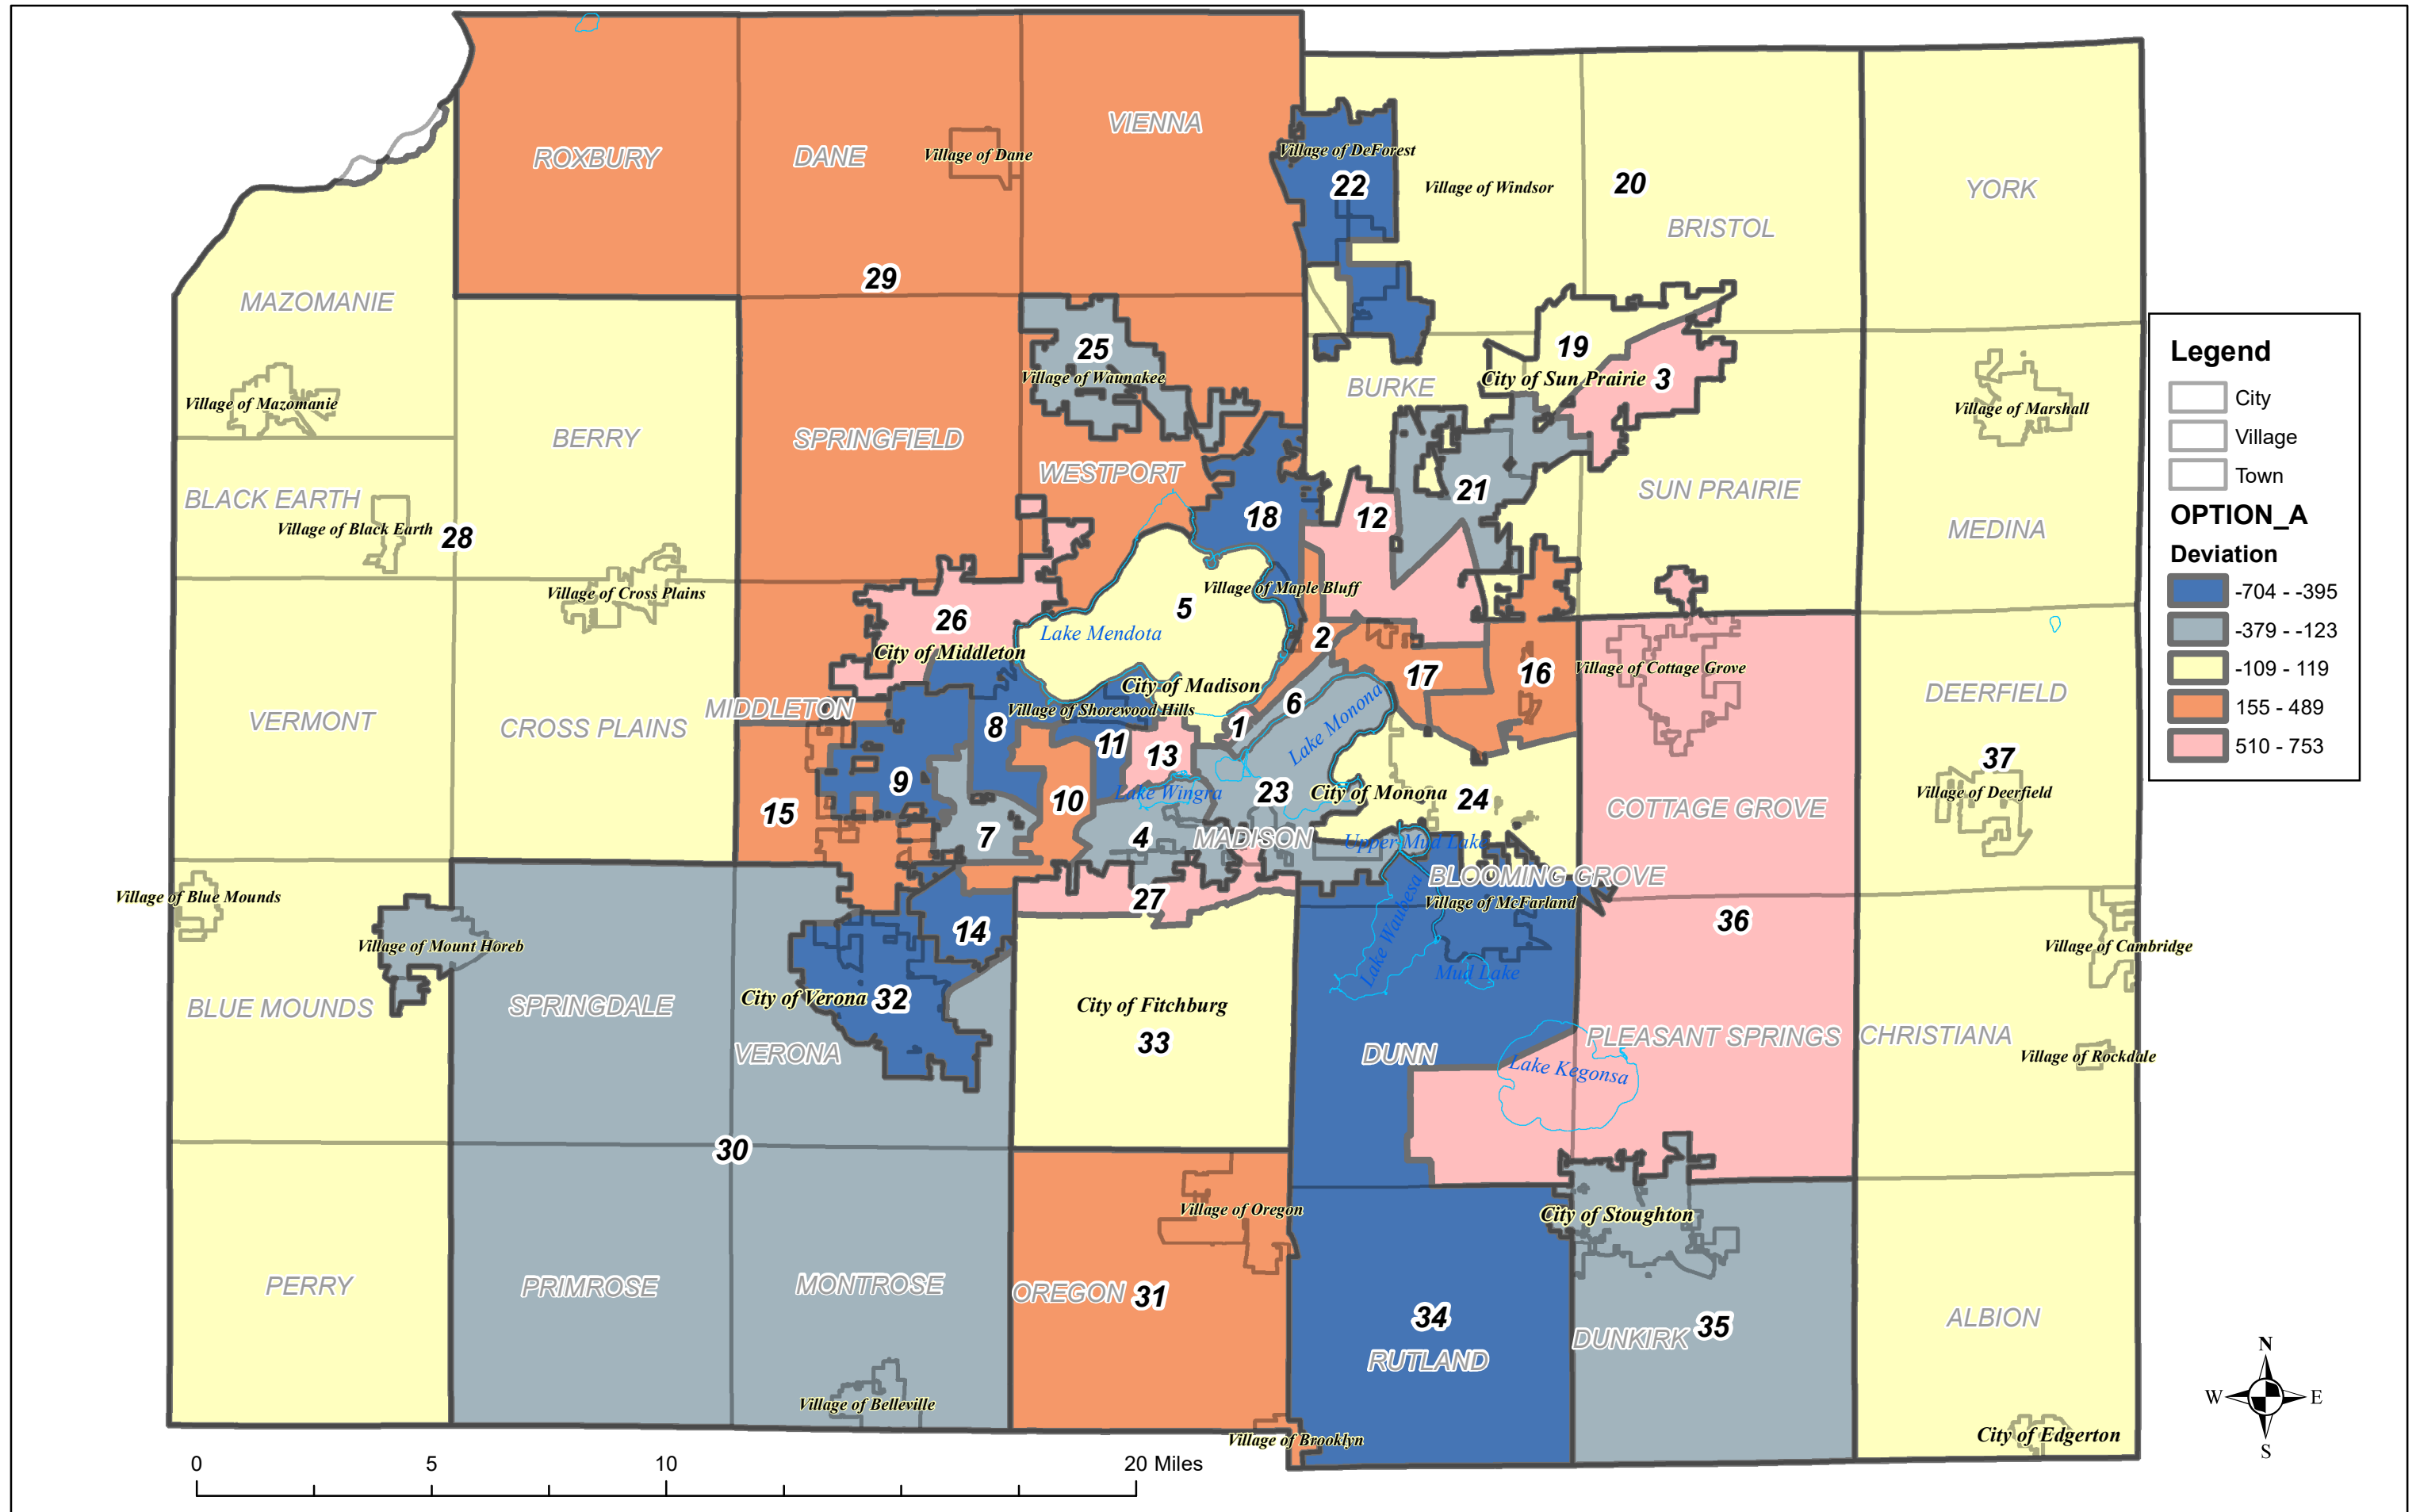 VIENNA
ROXBURY
DANE
Village of Dane
Village of DeForest
22
Village of Windsor
20
BRISTOL
YORK
29
MAZOMANIE
25
Village of Waunakee
19
City of Sun Prairie
3
BURKE
Village of Mazomanie
BERRY
SPRINGFIELD
WESTPORT
Village of Marshall
BLACK EARTH
Village of Black Earth
28
18
12
21
SUN PRAIRIE
MEDINA
Village of Cross Plains
26
City of Middleton
Lake Mendota
5
Village of Maple Bluff
2
17
16
Village of Cottage Grove
City of Madison
Village of Shorewood Hills
6
Lake Monona
DEERFIELD
VERMONT
CROSS PLAINS
MIDDLETON
8
11
13
1
37
9
10
Lake Wingra
23
City of Monona
24
COTTAGE GROVE
Village of Deerfield
15
7
4
MADISON
Upper Mud Lake
BLOOMING GROVE
Village of Blue Mounds
27
Lake Waubesa
Village of McFarland
36
Village of Mount Horeb
14
Mud Lake
Village of Cambridge
BLUE MOUNDS
SPRINGDALE
City of Verona
32
City of Fitchburg
33
VERONA
DUNN
PLEASANT SPRINGS
CHRISTIANA
Village of Rockdale
Lake Kegonsa
30
Village of Oregon
City of Stoughton
PERRY
PRIMROSE
MONTROSE
OREGON
31
34
RUTLAND
DUNKIRK
35
ALBION
Village of Belleville
Village of Brooklyn
City of Edgerton
Legend
City
Village
Town
OPTION_A
Deviation
-704 - -395
-379 - -123
-109 - 119
155 - 489
510 - 753
N
W
E
S
0 5 10 20 Miles